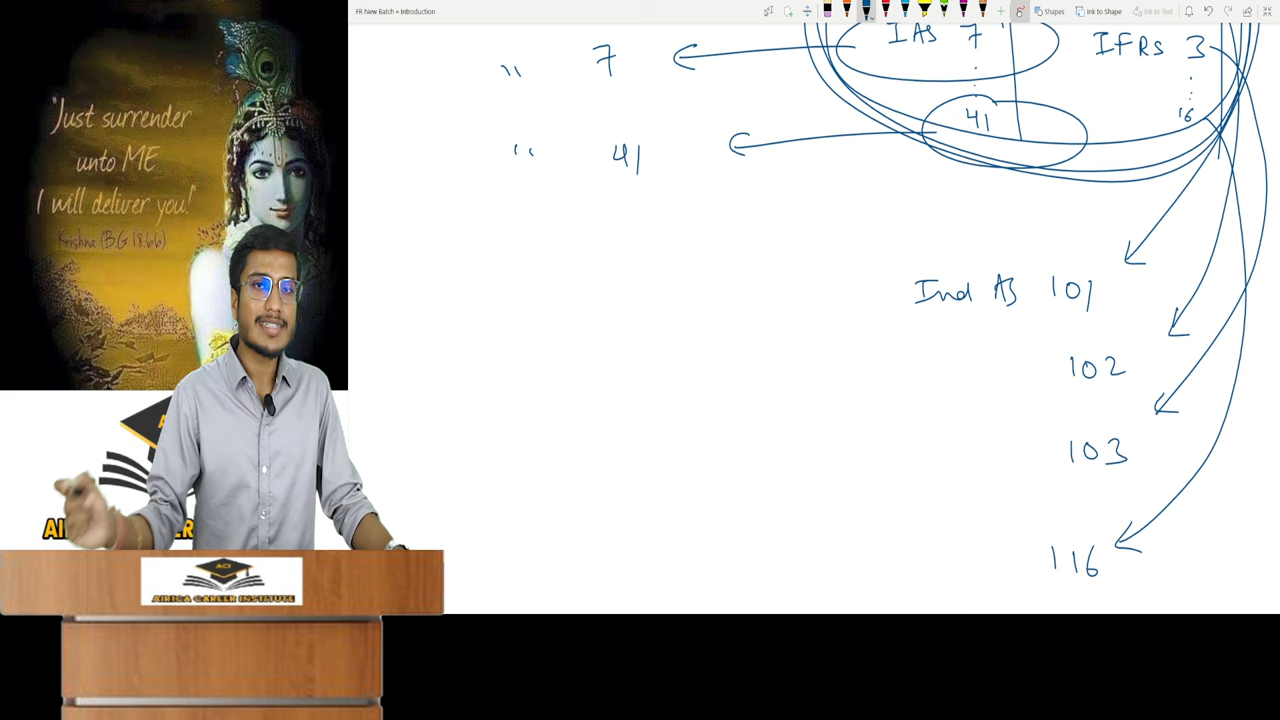 FR New Batch » Introduction
Shapes
Ink to Shape
Ink to Text
"Just surrender
unto ME
I will deliver you!"
Krishna (BG 18:66)
IAS 7
IFRS 3
" 7
41
16
" 41
Ind AS 101
102
103
116
ACI
AIRICA CAREER INSTITUTE